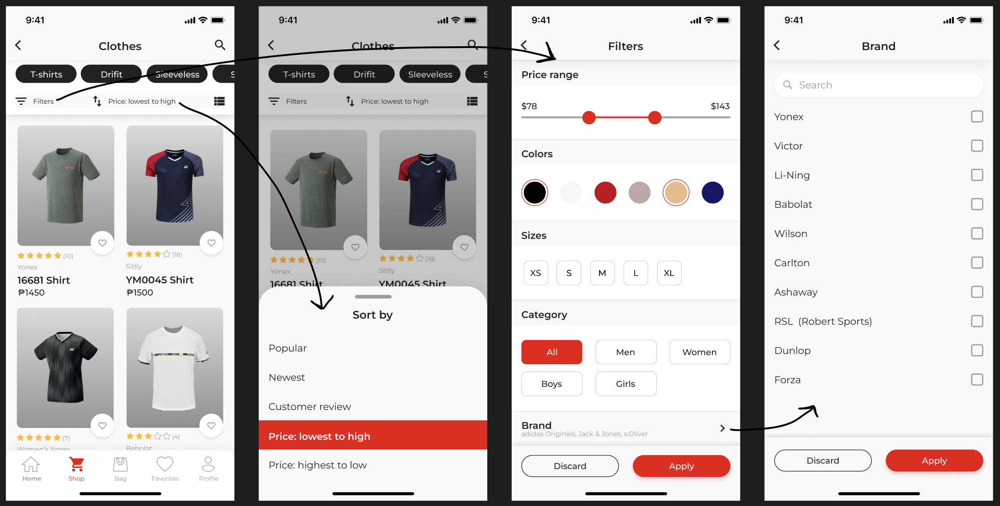 9:41
Clothes
T-shirts Drifit Sleeveless S
Filters Price: lowest to high
(10) (18)
Yonex Sitlly
16681 Shirt YM0045 Shirt
₱1450 ₱1500
(7) (4)
Women's Yonex Babolat
Home Shop Bag Favorites Profile
9:41
Clothes
T-shirts Drifit Sleeveless S
Filters Price: lowest to high
(10) (18)
Yonex Sitlly
16681 Shirt YM0045 Shirt
Sort by
Popular
Newest
Customer review
Price: lowest to high
Price: highest to low
9:41
Filters
Price range
$78 $143
Colors
Sizes
XS S M L XL
Category
All Men Women
Boys Girls
Brand
adidas Originals, Jack & Jones, s.Oliver
Discard Apply
9:41
Brand
Search
Yonex
Victor
Li-Ning
Babolat
Wilson
Carlton
Ashaway
RSL (Robert Sports)
Dunlop
Forza
Discard Apply